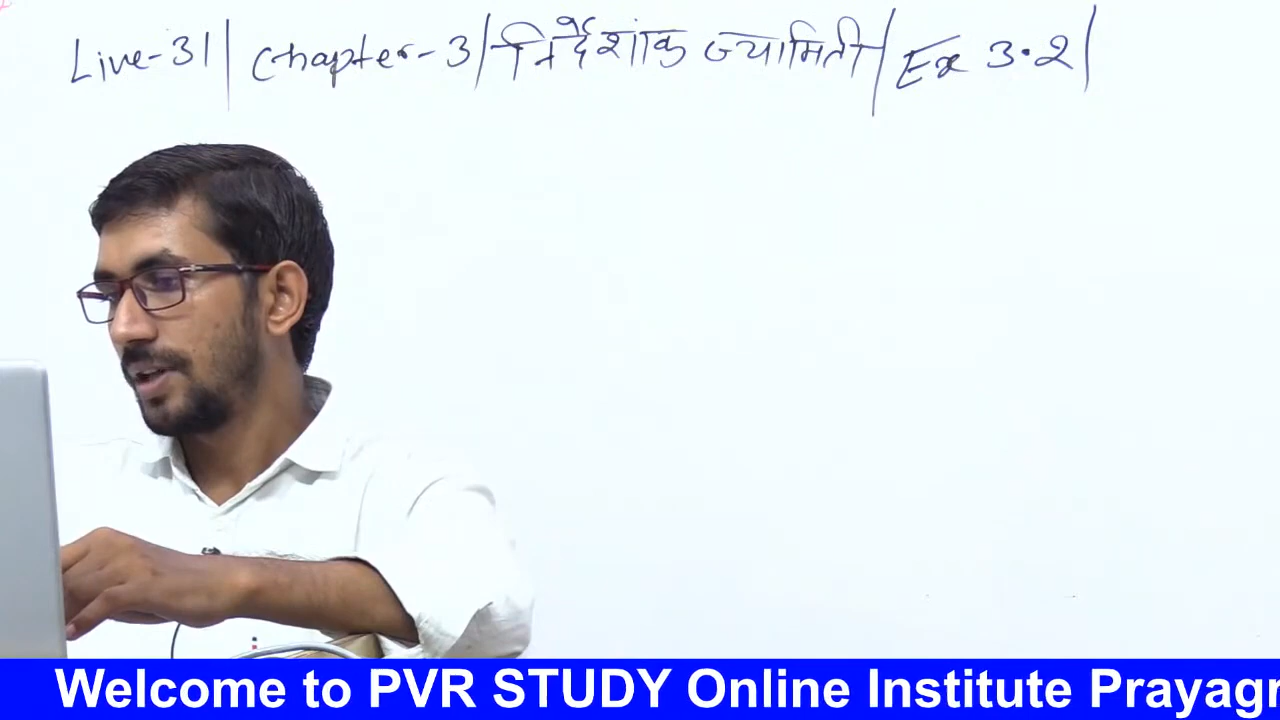 Live-31| Chapter-3| निर्देशांक ज्यामिती| Ex 3.2|
Welcome to PVR STUDY Online Institute Prayagr